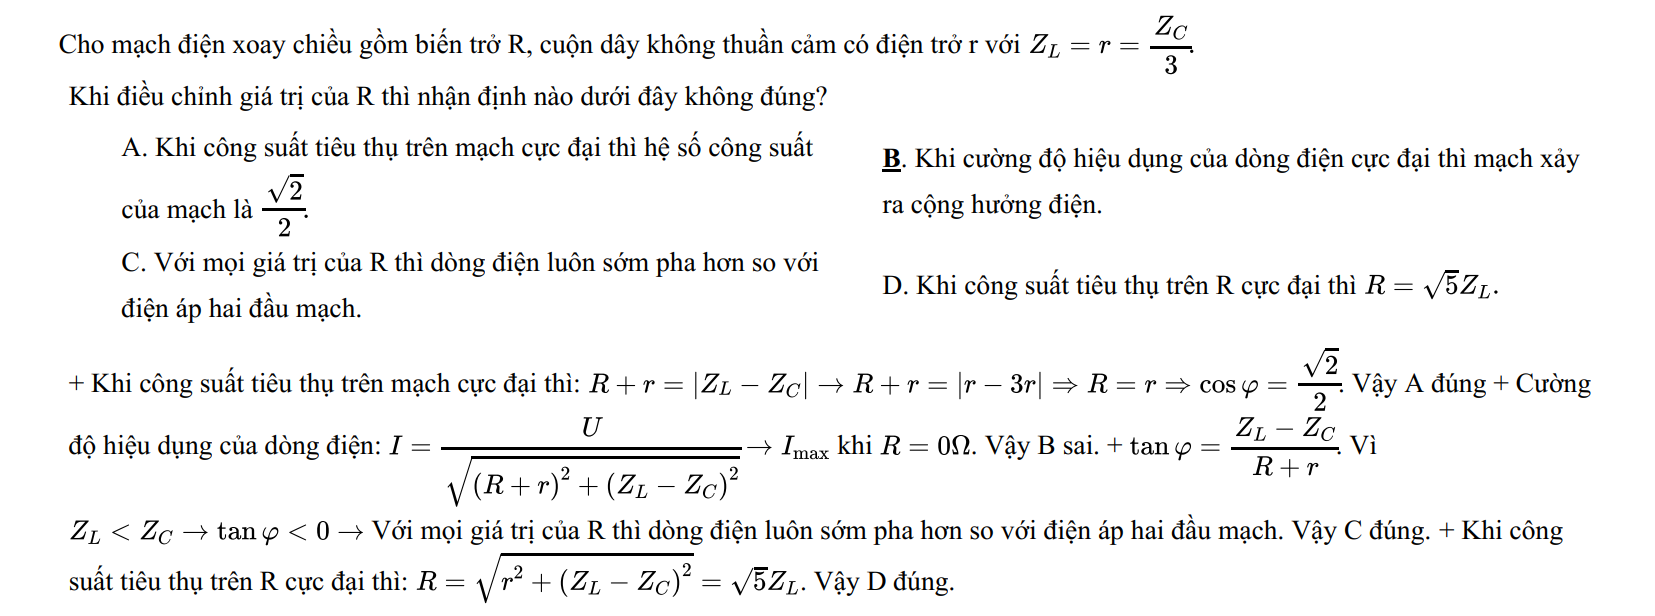 Cho mạch điện xoay chiều gồm biến trở R, cuộn dây không thuần cảm có điện trở r với $Z_L = r = \frac{Z_C}{3}$.
Khi điều chỉnh giá trị của R thì nhận định nào dưới đây không đúng?
A. Khi công suất tiêu thụ trên mạch cực đại thì hệ số công suất
của mạch là $\frac{\sqrt{2}}{2}$.
B. Khi cường độ hiệu dụng của dòng điện cực đại thì mạch xảy
ra cộng hưởng điện.
C. Với mọi giá trị của R thì dòng điện luôn sớm pha hơn so với
điện áp hai đầu mạch.
D. Khi công suất tiêu thụ trên R cực đại thì $R = \sqrt{5}Z_L$.
+ Khi công suất tiêu thụ trên mạch cực đại thì: $R + r = |Z_L - Z_C| \rightarrow R + r = |r - 3r| \Rightarrow R = r \Rightarrow \cos\varphi = \frac{\sqrt{2}}{2}$. Vậy A đúng + Cường
độ hiệu dụng của dòng điện: $I = \frac{U}{\sqrt{(R + r)^2 + (Z_L - Z_C)^2}} \rightarrow I_{\max}$ khi $R = 0\Omega$. Vậy B sai. + $\tan\varphi = \frac{Z_L - Z_C}{R + r}$. Vì
$Z_L < Z_C \rightarrow \tan\varphi < 0 \rightarrow$ Với mọi giá trị của R thì dòng điện luôn sớm pha hơn so với điện áp hai đầu mạch. Vậy C đúng. + Khi công
suất tiêu thụ trên R cực đại thì: $R = \sqrt{r^2 + (Z_L - Z_C)^2} = \sqrt{5}Z_L$. Vậy D đúng.